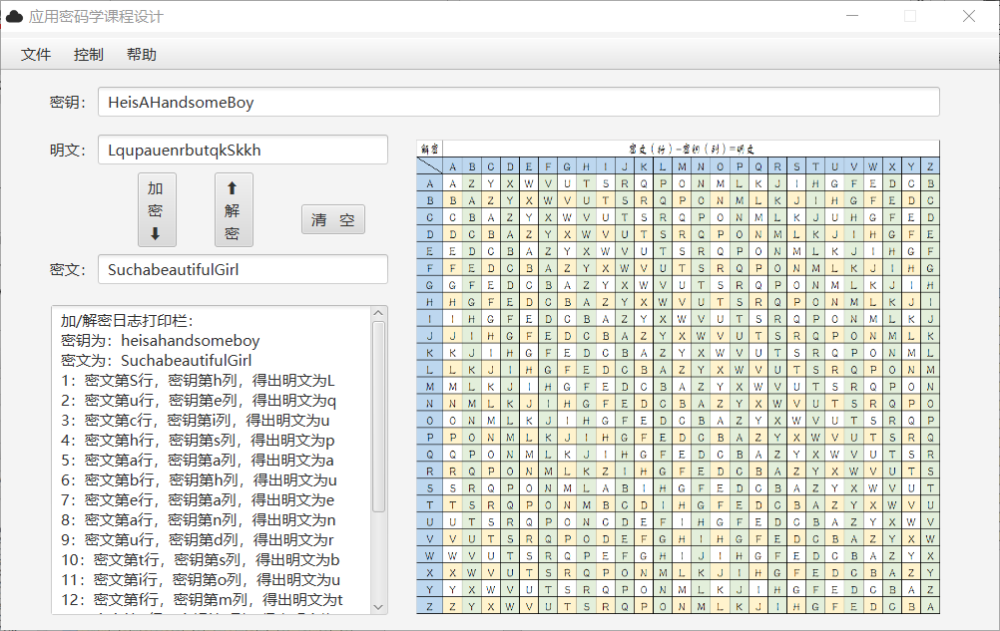 应用密码学课程设计
文件 控制 帮助
密钥： HeisAHandsomeBoy
明文： LqupauenrbutqkSkkh
加密
解密
清 空
密文： SuchabeautifulGirl
加/解密日志打印栏：
密钥为：heisahandsomeboy
密文为：SuchabeautifulGirl
1：密文第S行，密钥第h列，得出明文为L
2：密文第u行，密钥第e列，得出明文为q
3：密文第c行，密钥第i列，得出明文为u
4：密文第h行，密钥第s列，得出明文为p
5：密文第a行，密钥第a列，得出明文为a
6：密文第b行，密钥第h列，得出明文为u
7：密文第e行，密钥第a列，得出明文为e
8：密文第a行，密钥第n列，得出明文为n
9：密文第u行，密钥第d列，得出明文为r
10：密文第t行，密钥第s列，得出明文为b
11：密文第i行，密钥第o列，得出明文为u
12：密文第f行，密钥第m列，得出明文为t
解密 密文（行）-密钥（列）=明文
A B C D E F G H I J K L M N O P Q R S T U V W X Y Z
A A Z Y X W V U T S R Q P O N M L K J I H G F E D C B
B B A Z Y X W V U T S R Q P O N M L K J I H G F E D C
C C B A Z Y X W V U T S R Q P O N M L K J U H G F E D
D D C B A Z Y X W V U T S R Q P O N M L K J I H G F E
E E D C B A Z Y X W V U T S R Q P O N M L K J I H G F
F F E D C B A Z Y X W V U T S R Q P O N M L K J I H G
G G F E D C B A Z Y X W V U T S R Q P O N M L K J I H
H H G F E D C B A Z Y X W V U T S R Q P O N M L K J I
I I H G F E D C B A Z Y X W V U T S R Q P O N M L K J
J J I H G F E D C B A Z Y X W V U T S R Q P O N M L K
K K J I H G F E D C B A Z Y X W V U T S R Q P O N M L
L L K J I H G F E D C B A Z Y X W V U T S R Q P O N M
M M L K J I H G F E D C B A Z Y X W V U T S R Q P O N
N N M L K J I H G F E D C B A Z Y X W V U T S R Q P O
O O N M L K J I H G F E D C B A Z Y X W V U T S R Q P
P P O N M L K J I H G F E D C B A Z Y X W V U T S R Q
Q Q P O N M L K J I H G F E D C B A Z Y X W V U T S R
R R Q P O N M L K Z I H G F E D C B A Z Y X W V U T S
S S R Q P O N M L A B I H G F E D C B A Z Y X W V U T
T T S R Q P O N M B C D I H G F E D C B A Z Y X W V U
U U T S R Q P O N C D E F I H G F E D C B A Z Y X W V
V V U T S R Q P O D E F G H I H G F E D C B A Z Y X W
W W V U T S R Q P E F G H I J I H G F E D C B A Z Y X
X X W V U T S R Q P O N M L K J I H G F E D C B A Z Y
Y Y X W V U T S R Q P O N M L K J I H G F E D C B A Z
Z Z Y X W V U T S R Q P O N M L K J I H G F E D C B A